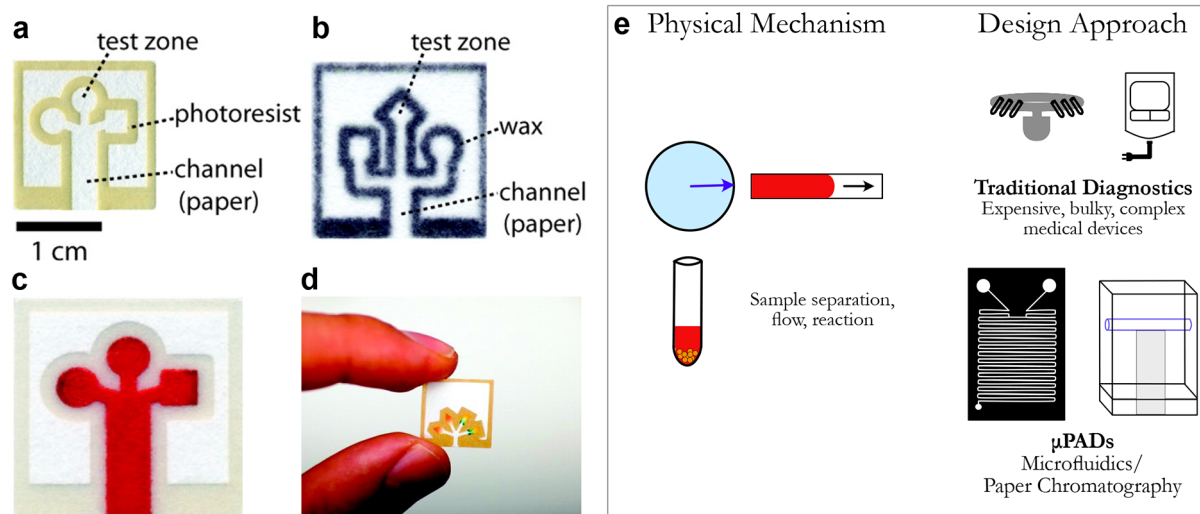 a
test zone
photoresist
channel
(paper)
1 cm
b
test zone
wax
channel
(paper)
c
d
e
Physical Mechanism
Sample separation,
flow, reaction
Design Approach
Traditional Diagnostics
Expensive, bulky, complex
medical devices
µPADs
Microfluidics/
Paper Chromatography